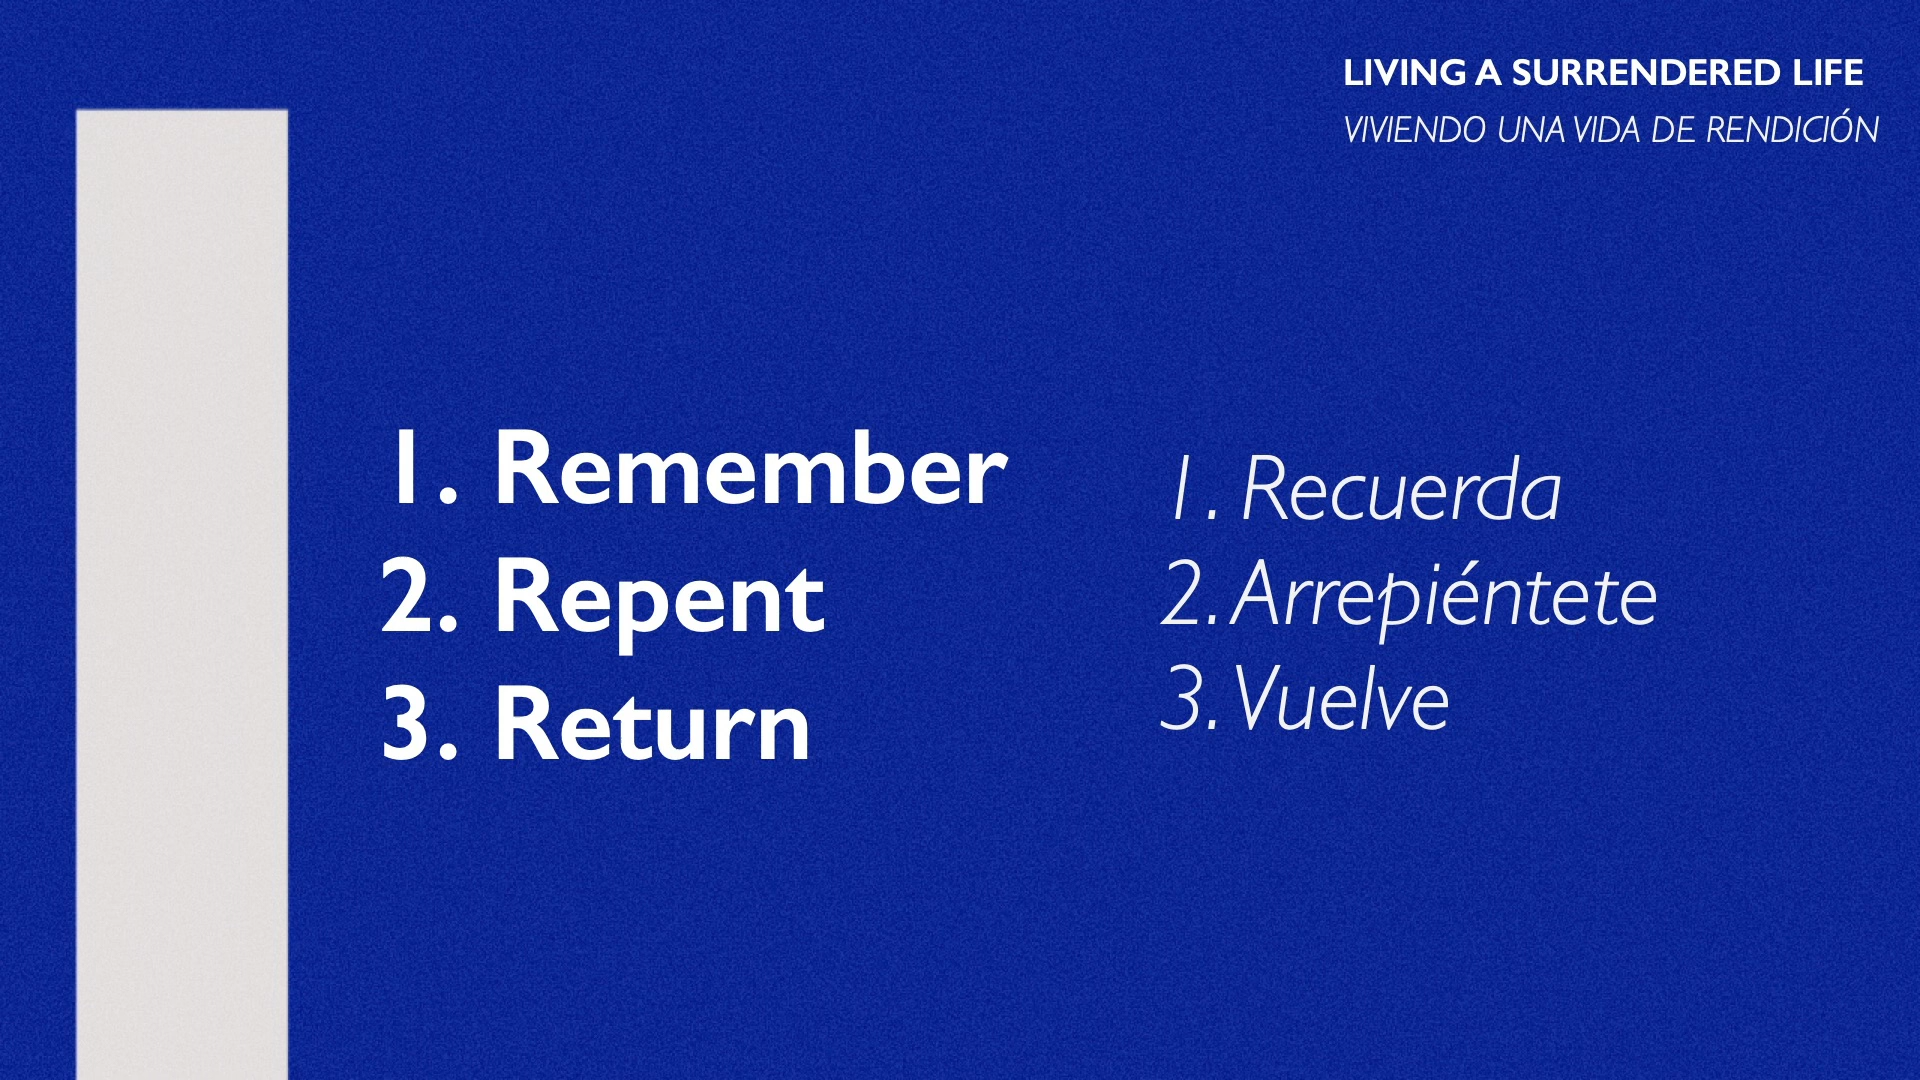 LIVING A SURRENDERED LIFE
VIVIENDO UNA VIDA DE RENDICIÓN
1. Remember
2. Repent
3. Return
1. Recuerda
2. Arrepiéntete
3. Vuelve